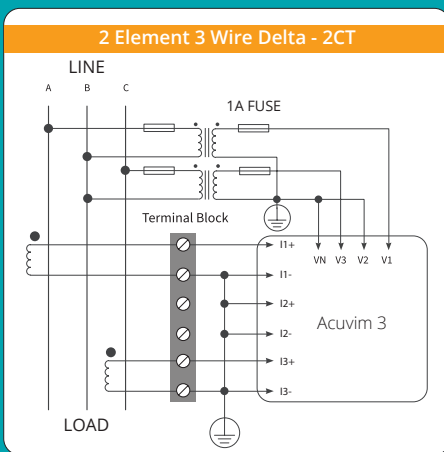 2 Element 3 Wire Delta - 2CT
LINE
A B C
1A FUSE
Terminal Block
VN V3 V2 V1
I1+
I1-
I2+
I2-
I3+
I3-
Acuvim 3
LOAD